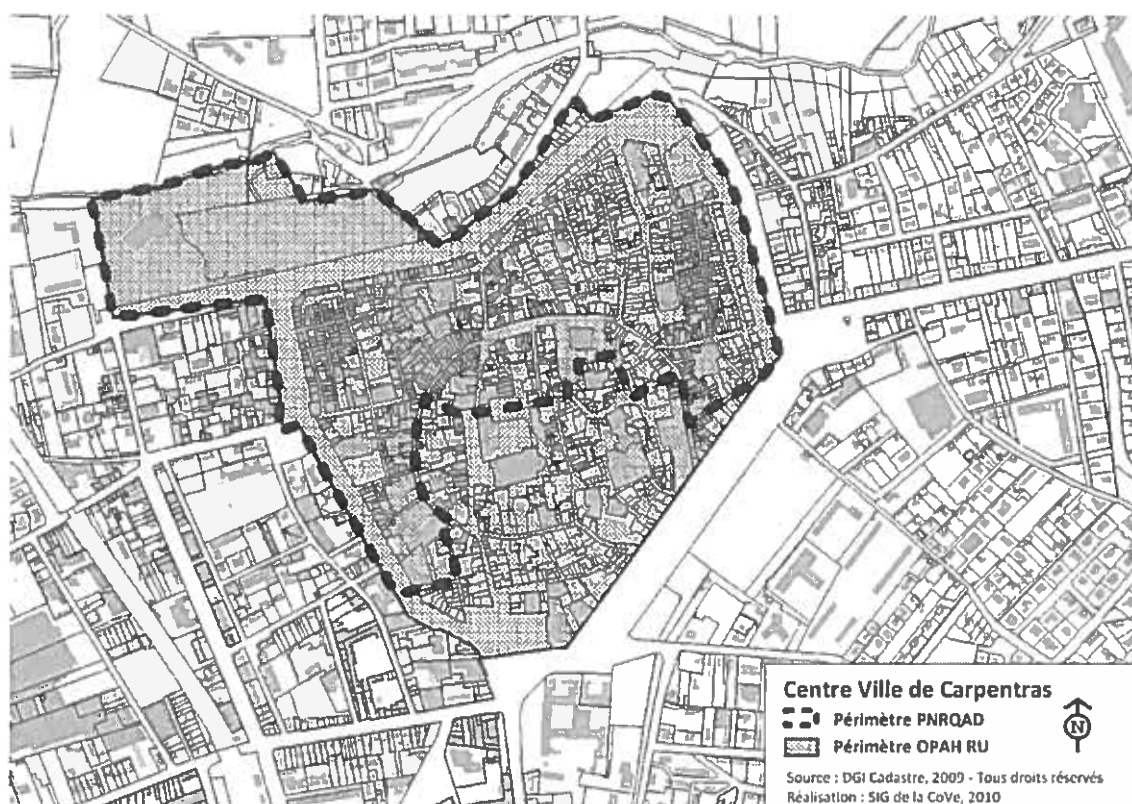 Centre Ville de Carpentras
Périmètre PNRQAD
N
Périmètre OPAH RU
Source : DGI Cadastre, 2009 - Tous droits réservés
Réalisation : SIG de la CoVe, 2010